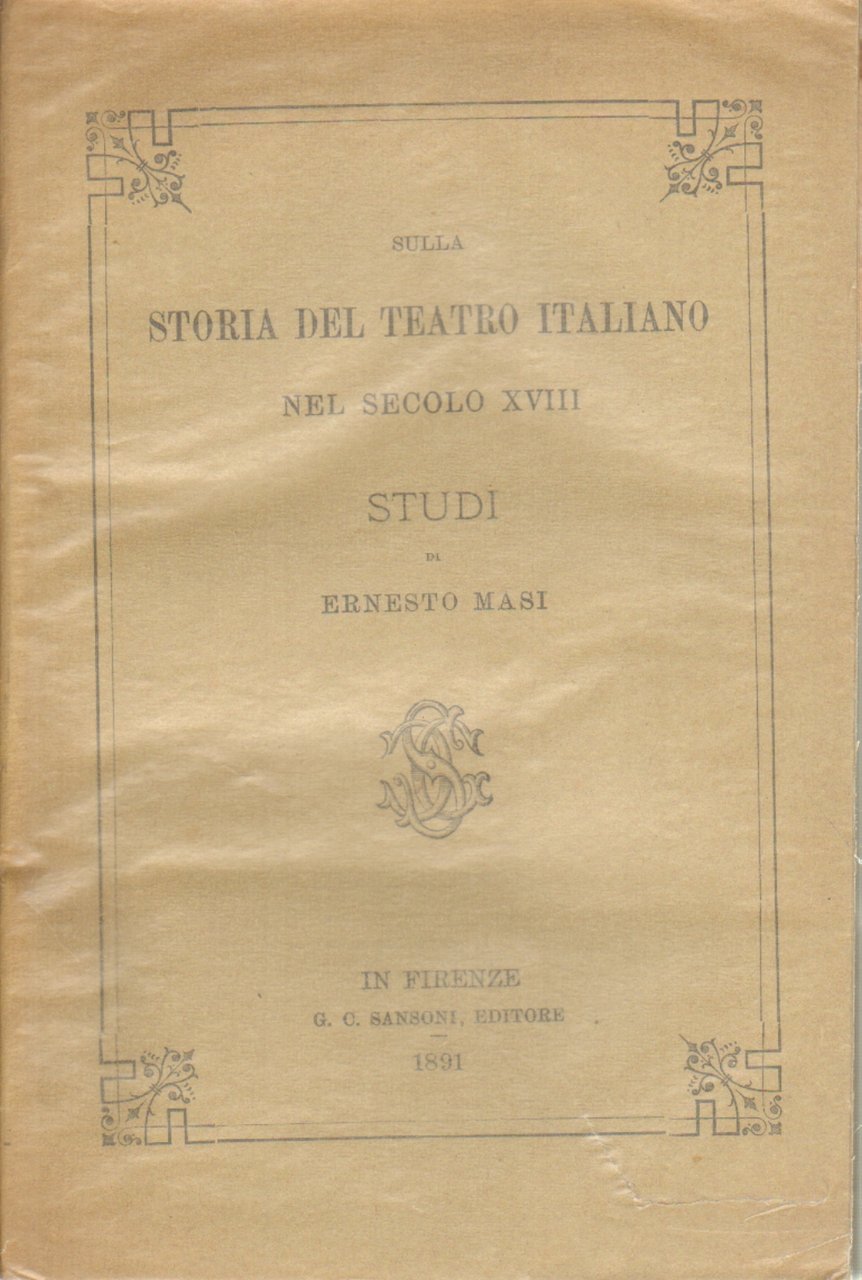 SULLA
STORIA DEL TEATRO ITALIANO
NEL SECOLO XVIII
STUDI
DI
ERNESTO MASI
IN FIRENZE
G. C. SANSONI, EDITORE
1891